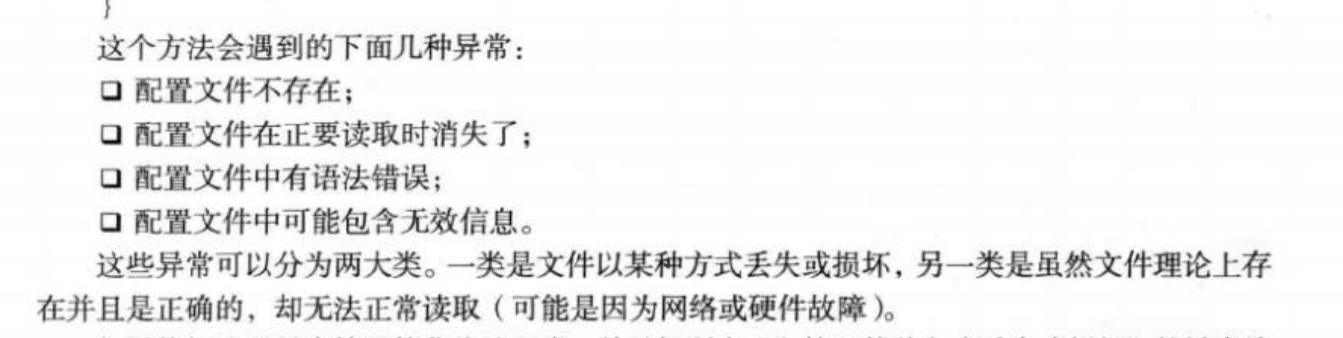 }
这个方法会遇到的下面几种异常：
❏ 配置文件不存在；
❏ 配置文件在正要读取时消失了；
❏ 配置文件中有语法错误；
❏ 配置文件中可能包含无效信息。
这些异常可以分为两大类。一类是文件以某种方式丢失或损坏，另一类是虽然文件理论上存
在并且是正确的，却无法正常读取（可能是因为网络或硬件故障）。